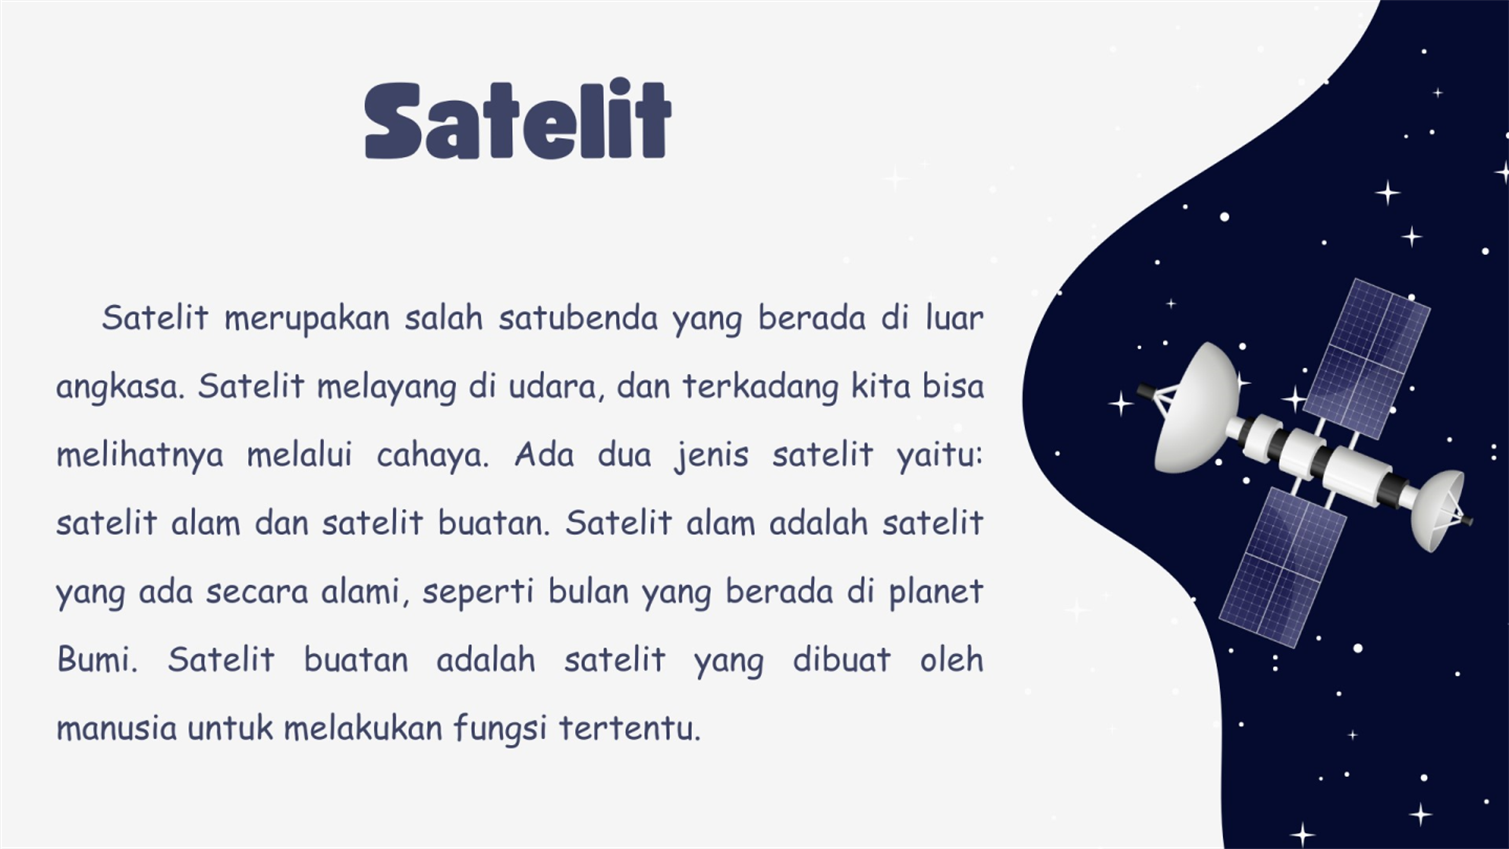 Satelit
Satelit merupakan salah satubenda yang berada di luar
angkasa. Satelit melayang di udara, dan terkadang kita bisa
melihatnya melalui cahaya. Ada dua jenis satelit yaitu:
satelit alam dan satelit buatan. Satelit alam adalah satelit
yang ada secara alami, seperti bulan yang berada di planet
Bumi. Satelit buatan adalah satelit yang dibuat oleh
manusia untuk melakukan fungsi tertentu.